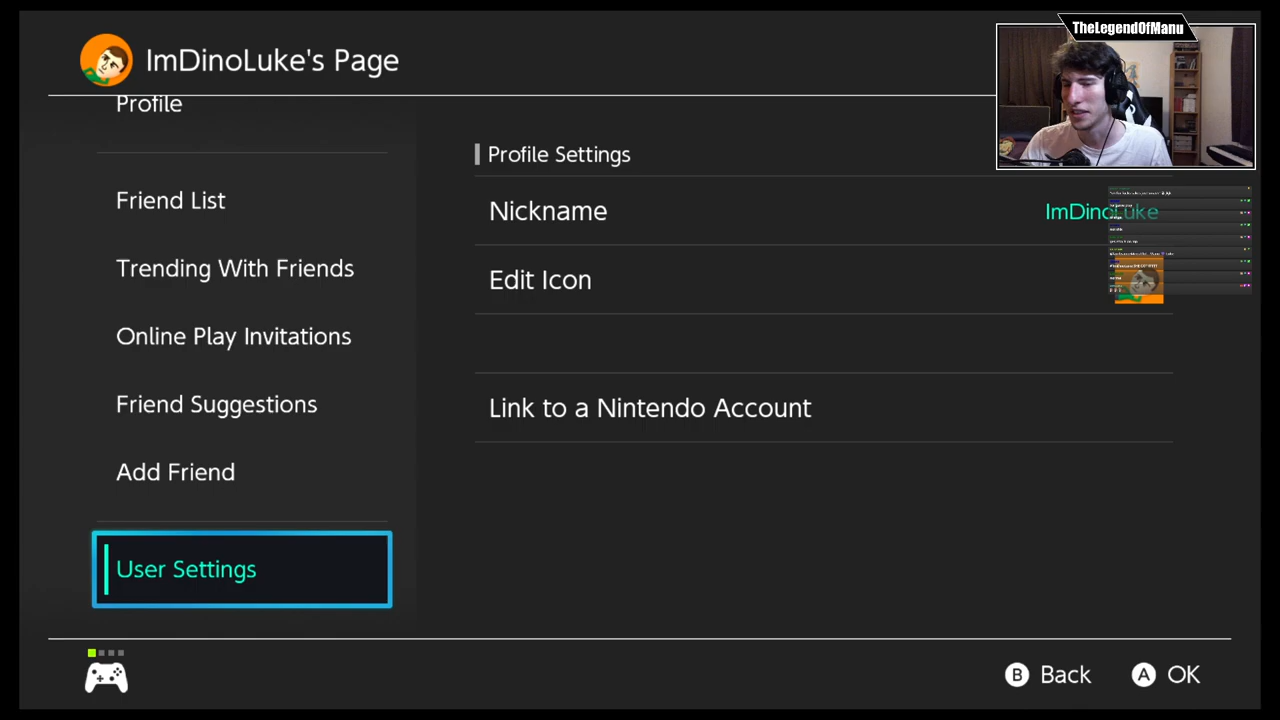 TheLegendOfManu
ImDinoLuke's Page
Profile
Friend List
Trending With Friends
Online Play Invitations
Friend Suggestions
Add Friend
User Settings
Profile Settings
Nickname
ImDinoLuke
Edit Icon
Link to a Nintendo Account
B Back
A OK